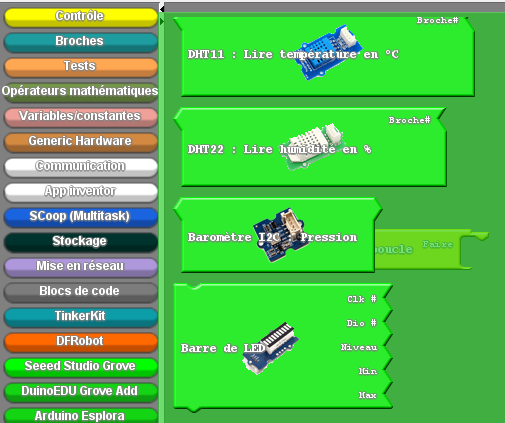 Contrôle
Broches
Tests
Opérateurs mathématiques
Variables/constantes
Generic Hardware
Communication
App inventor
SCoop (Multitask)
Stockage
Mise en réseau
Blocs de code
TinkerKit
DFRobot
Seeed Studio Grove
DuinoEDU Grove Add
Arduino Esplora
Broche#
DHT11 : Lire température en °C
Broche#
DHT22 : Lire humidité en %
Baromètre I2C Pression
boucle Faire
Clk #
Dio #
Barre de LED
Niveau
Min
Max